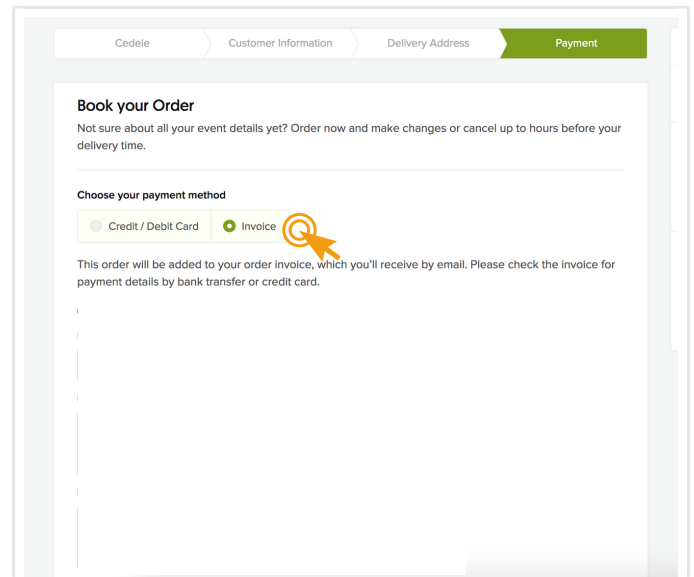 Cedele
Customer Information
Delivery Address
Payment
Book your Order
Not sure about all your event details yet? Order now and make changes or cancel up to hours before your
delivery time.
Choose your payment method
Credit / Debit Card
Invoice
This order will be added to your order invoice, which you'll receive by email. Please check the invoice for
payment details by bank transfer or credit card.